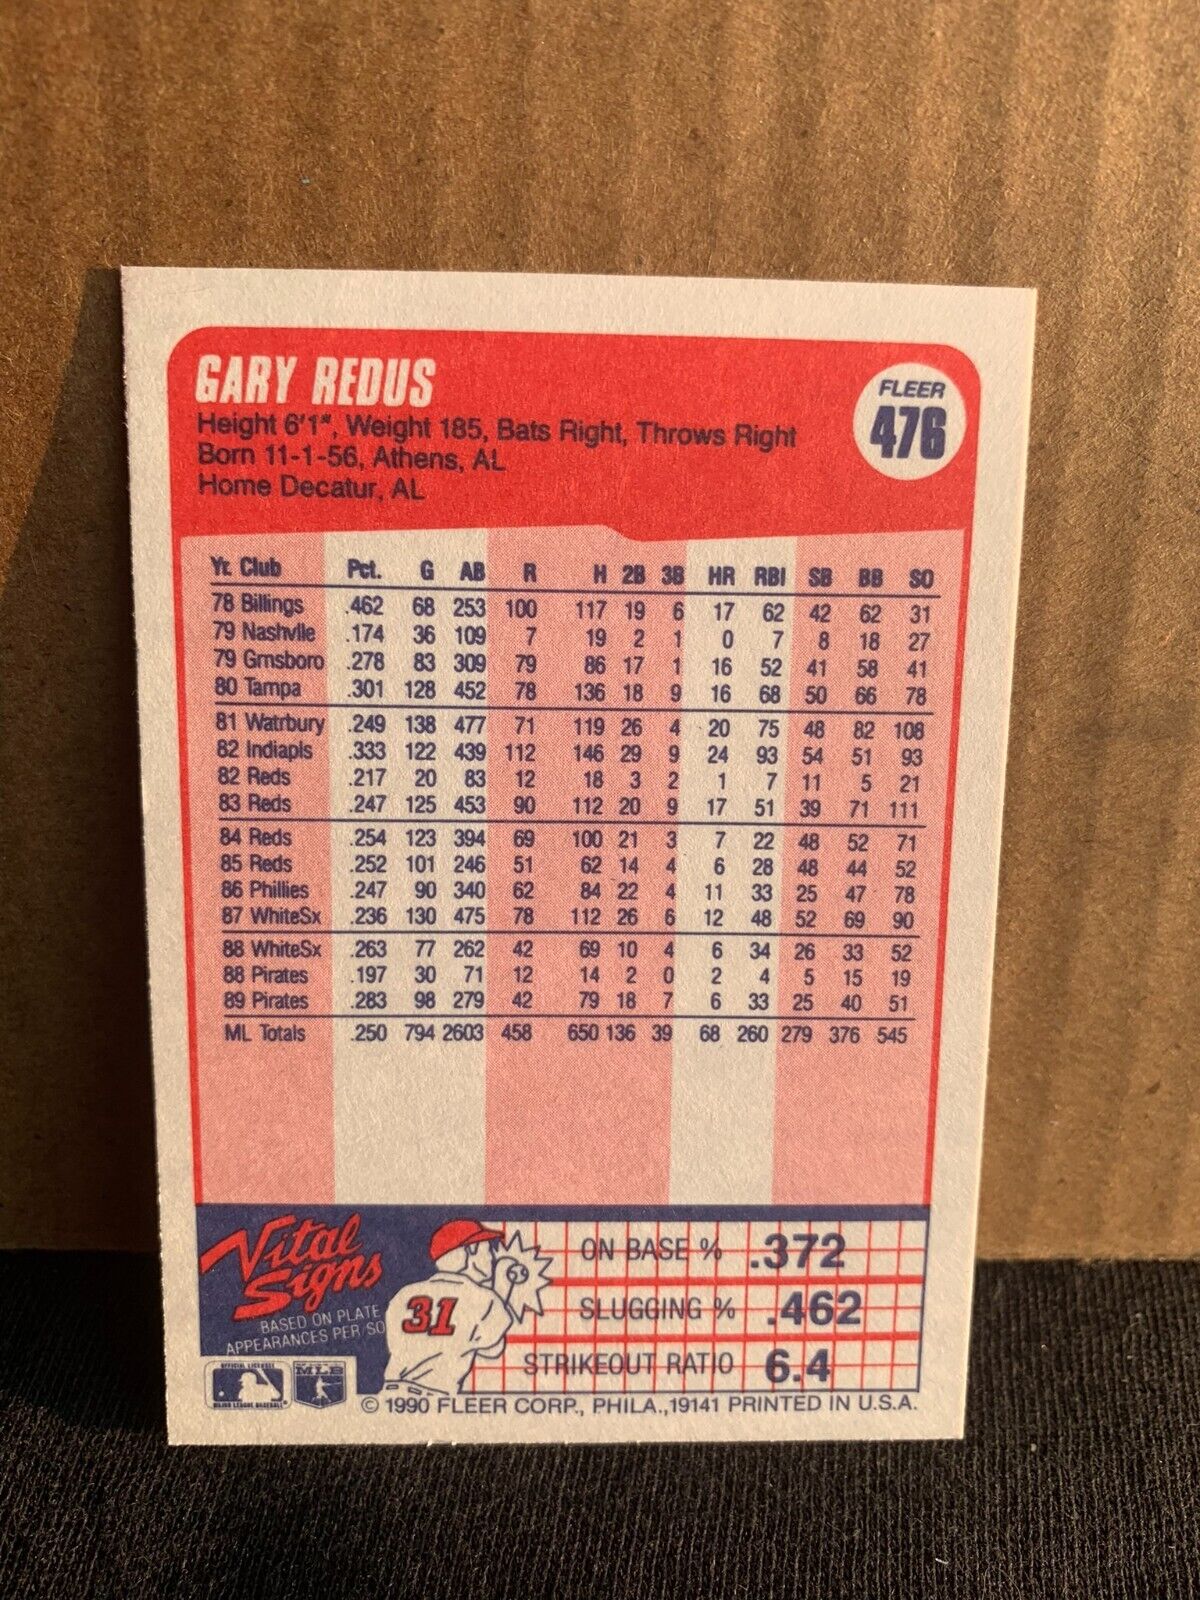 GARY REDUS
FLEER
476
Height 6'1", Weight 185, Bats Right, Throws Right
Born 11-1-56, Athens, AL
Home Decatur, AL
Yr. Club Pct. G AB R H 2B 3B HR RBI SB BB SO
78 Billings .462 68 253 100 117 19 6 17 62 42 62 31
79 Nashvlle .174 36 109 7 19 2 1 0 7 8 18 27
79 Grnsboro .278 83 309 79 86 17 1 16 52 41 58 41
80 Tampa .301 128 452 78 136 18 9 16 68 50 66 78
81 Watrbury .249 138 477 71 119 26 4 20 75 48 82 108
82 Indiapls .333 122 439 112 146 29 9 24 93 54 51 93
82 Reds .217 20 83 12 18 3 2 1 7 11 5 21
83 Reds .247 125 453 90 112 20 9 17 51 39 71 111
84 Reds .254 123 394 69 100 21 3 7 22 48 52 71
85 Reds .252 101 246 51 62 14 4 6 28 48 44 52
86 Phillies .247 90 340 62 84 22 4 11 33 25 47 78
87 WhiteSx .236 130 475 78 112 26 6 12 48 52 69 90
88 WhiteSx .263 77 262 42 69 10 4 6 34 26 33 52
88 Pirates .197 30 71 12 14 2 0 2 4 5 15 19
89 Pirates .283 98 279 42 79 18 7 6 33 25 40 51
ML Totals .250 794 2603 458 650 136 39 68 260 279 376 545
Vital
Signs
BASED ON PLATE
APPEARANCES PER/SO
31
ON BASE % .372
SLUGGING % .462
STRIKEOUT RATIO 6.4
OFFICIAL LICENSEE
MAJOR LEAGUE BASEBALL
MLB
© 1990 FLEER CORP., PHILA.,19141 PRINTED IN U.S.A.